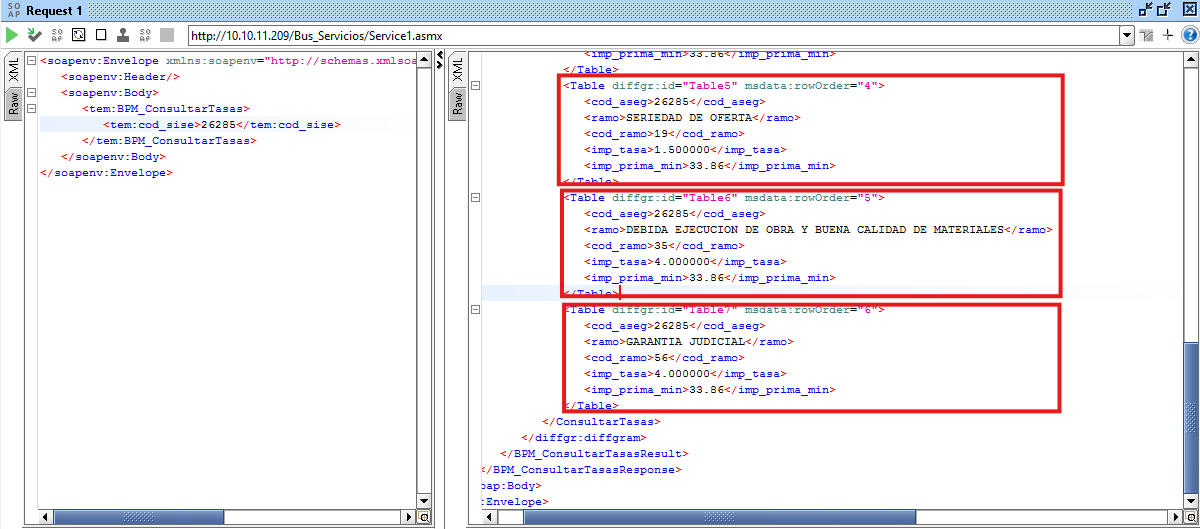 SO
AP
Request 1
http://10.10.11.209/Bus_Servicios/Service1.asmx
XML
Raw
<soapenv:Envelope xmlns:soapenv="http://schemas.xmlsoa
<soapenv:Header/>
<soapenv:Body>
<tem:BPM_ConsultarTasas>
<tem:cod_sise>26285</tem:cod_sise>
</tem:BPM_ConsultarTasas>
</soapenv:Body>
</soapenv:Envelope>
XML
Raw
<imp_prima_min>33.86</imp_prima_min>
</Table>
<Table diffgr:id="Table5" msdata:rowOrder="4">
<cod_aseg>26285</cod_aseg>
<ramo>SERIEDAD DE OFERTA</ramo>
<cod_ramo>19</cod_ramo>
<imp_tasa>1.500000</imp_tasa>
<imp_prima_min>33.86</imp_prima_min>
</Table>
<Table diffgr:id="Table6" msdata:rowOrder="5">
<cod_aseg>26285</cod_aseg>
<ramo>DEBIDA EJECUCION DE OBRA Y BUENA CALIDAD DE MATERIALES</ramo>
<cod_ramo>35</cod_ramo>
<imp_tasa>4.000000</imp_tasa>
<imp_prima_min>33.86</imp_prima_min>
</Table>
<Table diffgr:id="Table7" msdata:rowOrder="6">
<cod_aseg>26285</cod_aseg>
<ramo>GARANTIA JUDICIAL</ramo>
<cod_ramo>56</cod_ramo>
<imp_tasa>4.000000</imp_tasa>
<imp_prima_min>33.86</imp_prima_min>
</Table>
</ConsultarTasas>
</diffgr:diffgram>
</BPM_ConsultarTasasResult>
</BPM_ConsultarTasasResponse>
oap:Body>
:Envelope>